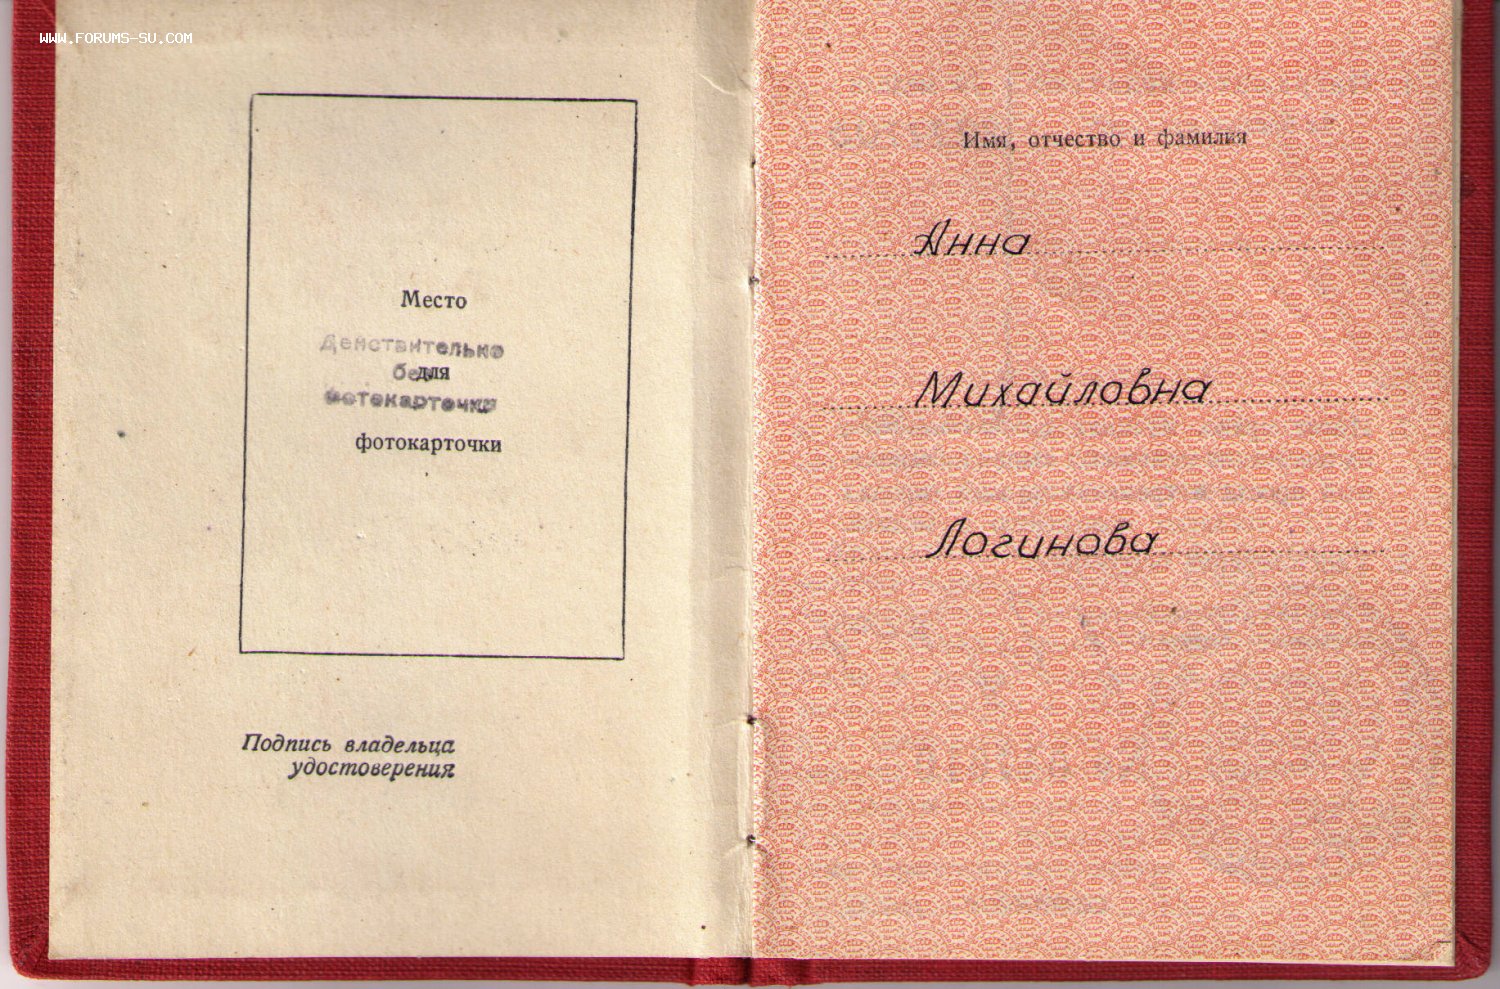 WWW.FORUMS-SU.COM
Место
Действительно
без для
фотокарточки
фотокарточки
Подпись владельца
удостоверения
Имя, отчество и фамилия
Анна
Михайловна
Логинова